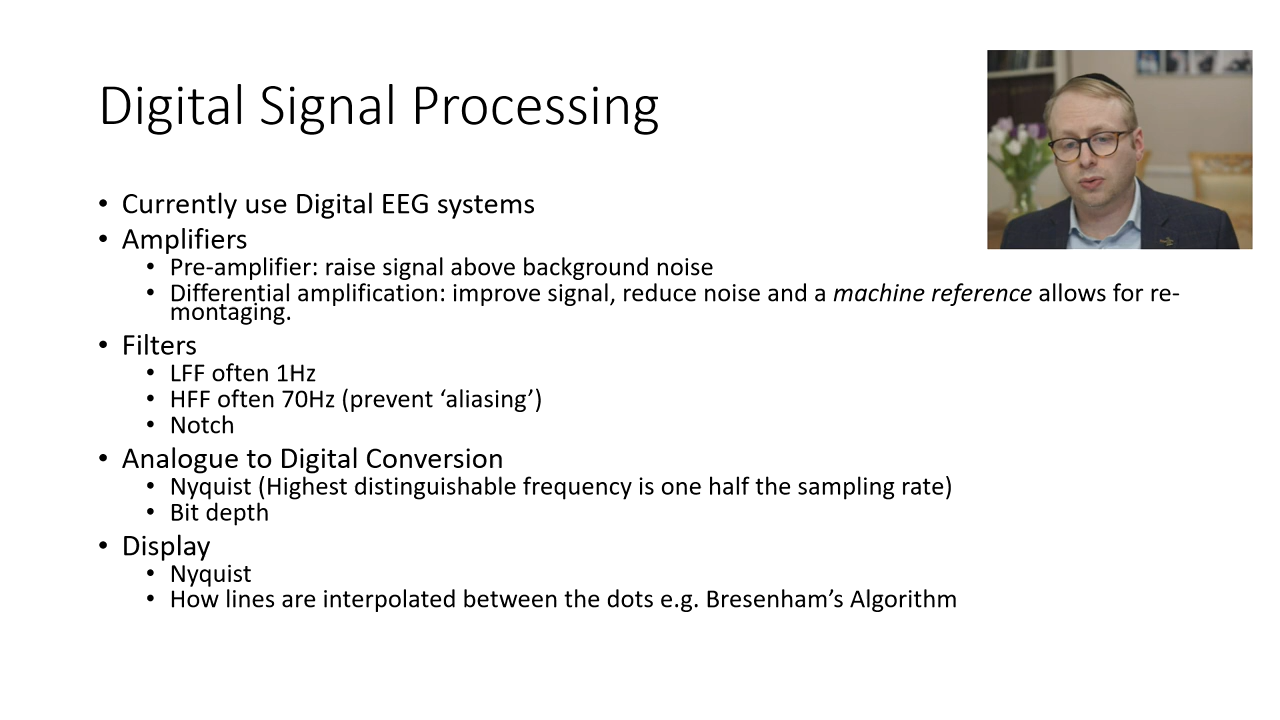 Digital Signal Processing
• Currently use Digital EEG systems
• Amplifiers
• Pre-amplifier: raise signal above background noise
• Differential amplification: improve signal, reduce noise and a machine reference allows for re-
montaging.
• Filters
• LFF often 1Hz
• HFF often 70Hz (prevent ‘aliasing’)
• Notch
• Analogue to Digital Conversion
• Nyquist (Highest distinguishable frequency is one half the sampling rate)
• Bit depth
• Display
• Nyquist
• How lines are interpolated between the dots e.g. Bresenham’s Algorithm